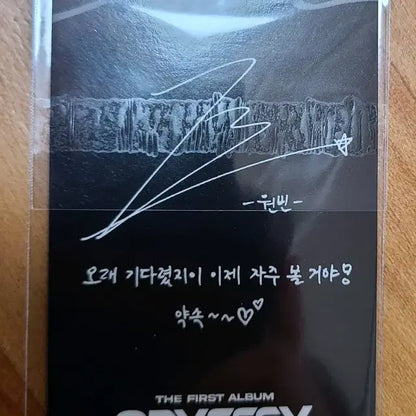 -원빈-
오래 기다렸지이 이제 자주 볼 거야♡
약속~~♡♡
THE FIRST ALBUM
ODYSSEY